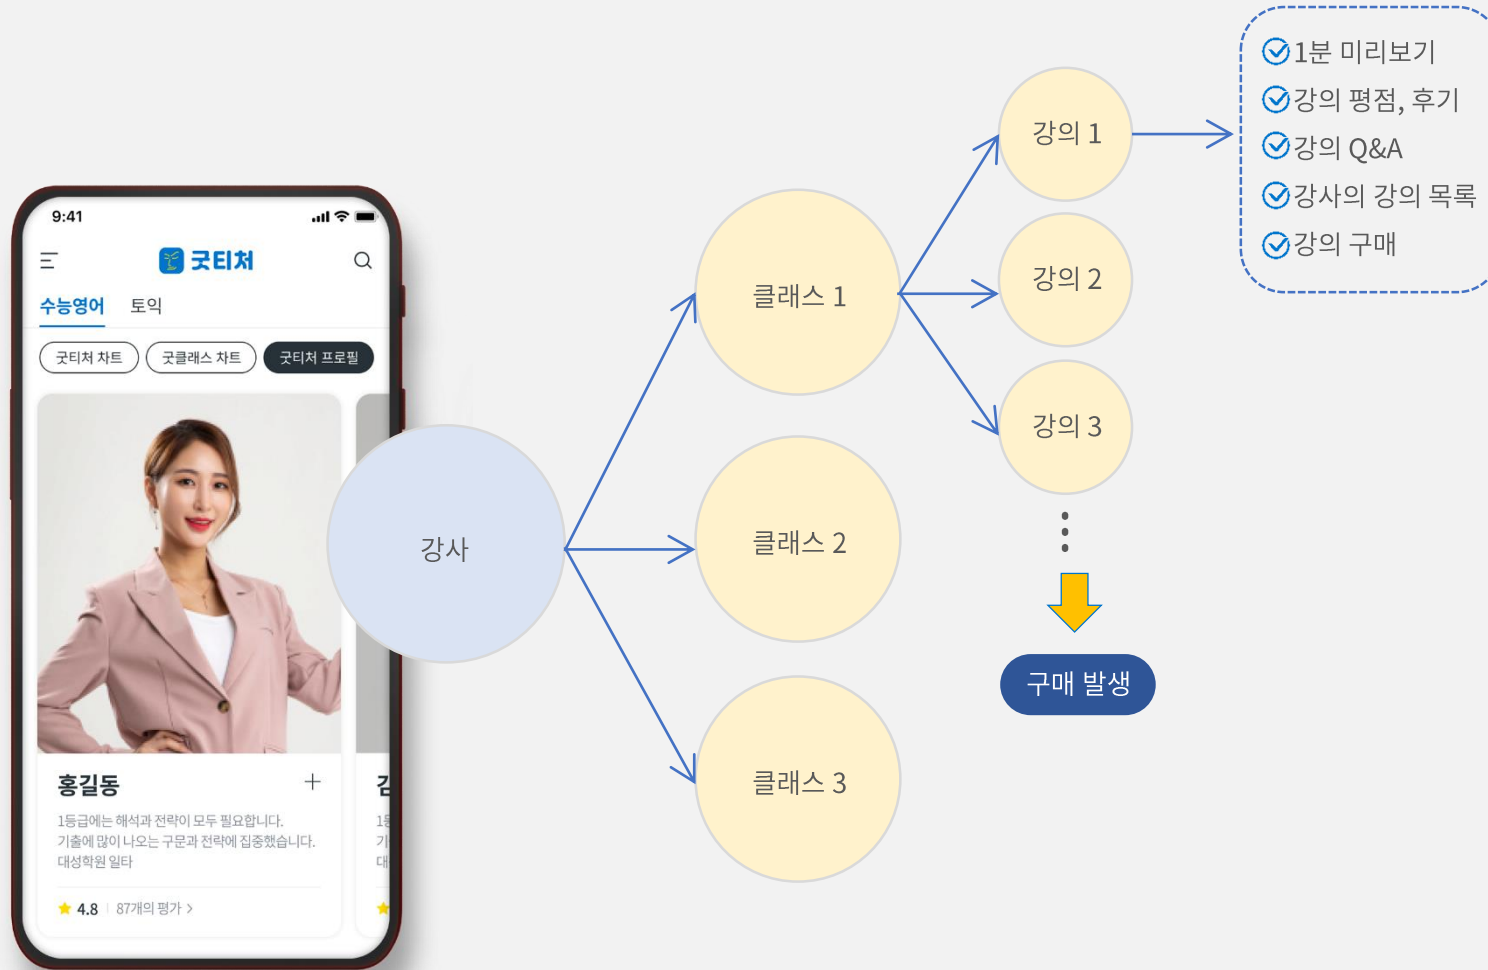 9:41
굿티처
수능영어 토익
굿티처 차트 굿클래스 차트 굿티처 프로필
홍길동
1등급에는 해석과 전략이 모두 필요합니다.
기출에 많이 나오는 구문과 전략에 집중했습니다.
대성학원 일타
4.8 87개의 평가 >
김
1등
기
대
강사
클래스 1
클래스 2
클래스 3
강의 1
강의 2
강의 3
구매 발생
1분 미리보기
강의 평점, 후기
강의 Q&A
강사의 강의 목록
강의 구매